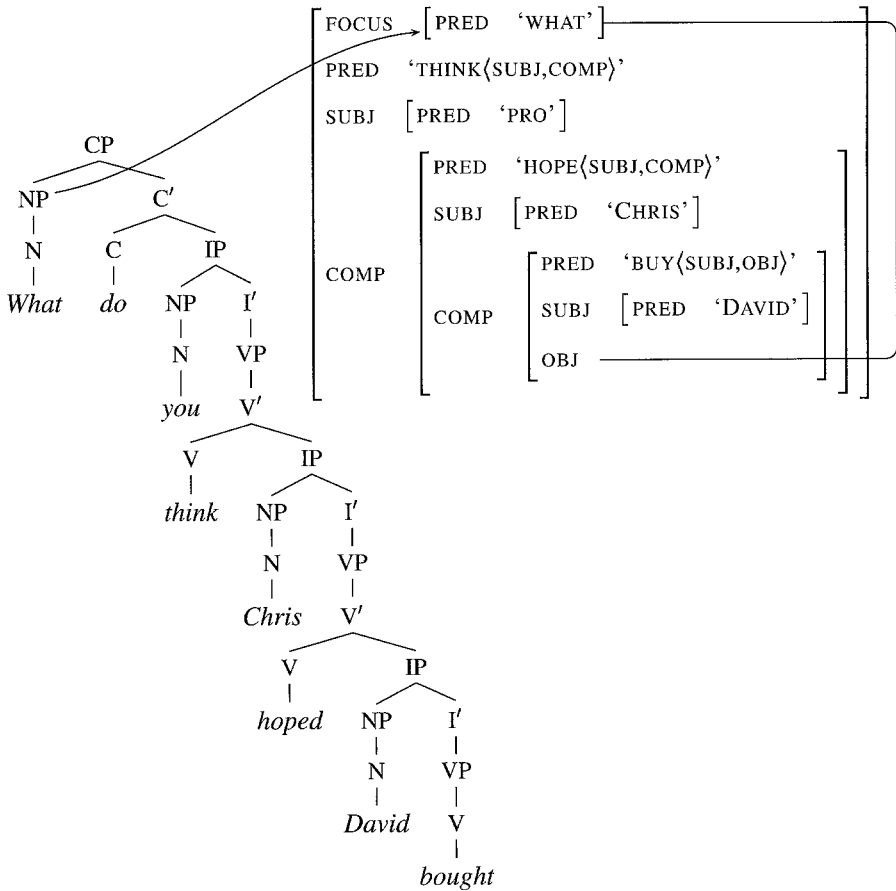 FOCUS [PRED ‘WHAT’]
PRED ‘THINK⟨SUBJ,COMP⟩’
SUBJ [PRED ‘PRO’]
PRED ‘HOPE⟨SUBJ,COMP⟩’
SUBJ [PRED ‘CHRIS’]
COMP
PRED ‘BUY⟨SUBJ,OBJ⟩’
COMP SUBJ [PRED ‘DAVID’]
OBJ
CP
NP C′
N C IP
What do NP I′
N VP
you V′
V IP
think NP I′
N VP
Chris V′
V IP
hoped NP I′
N VP
David V
bought